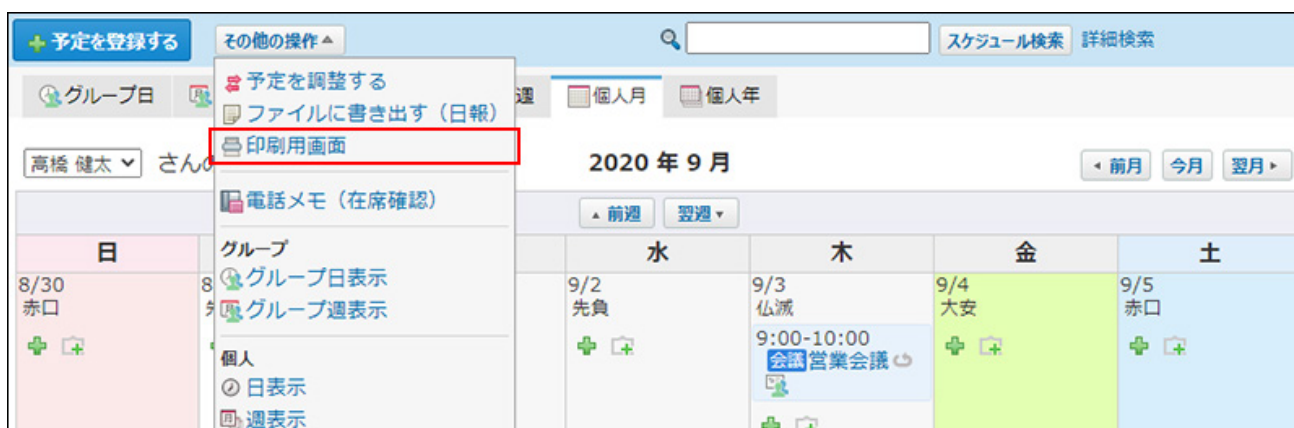 予定を登録する その他の操作 スケジュール検索 詳細検索
グループ日 週 個人月 個人年
予定を調整する
ファイルに書き出す（日報）
印刷用画面
高橋 健太 さんの 2020 年 9 月 前月 今月 翌月
電話メモ（在席確認）
前週 翌週
日 水 木 金 土
グループ
グループ日表示
グループ週表示
個人
日表示
週表示
8/30 8 9/2 9/3 9/4 9/5
赤口 先負 仏滅 大安 赤口
9:00-10:00
会議 営業会議